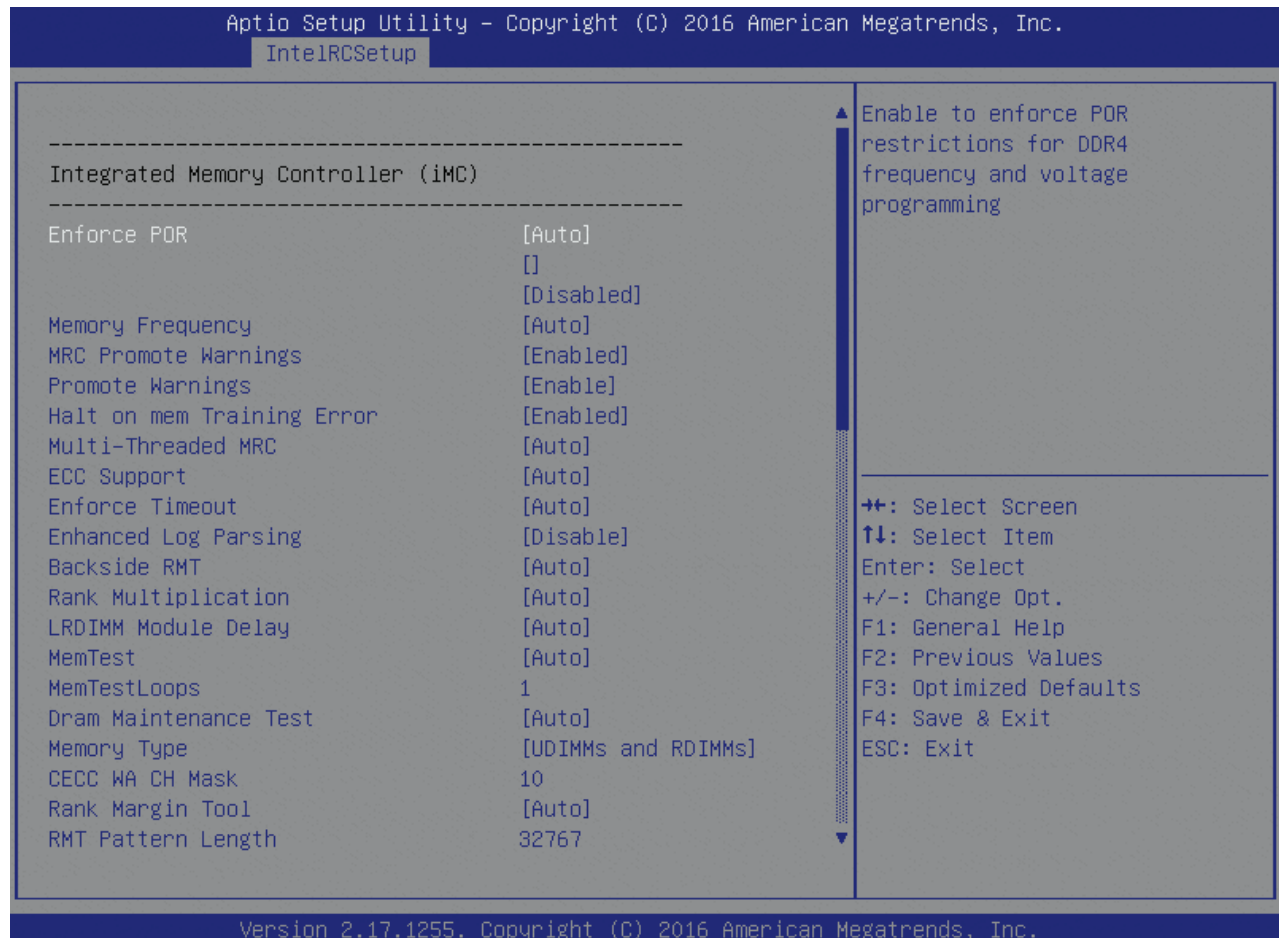 Aptio Setup Utility – Copyright (C) 2016 American Megatrends, Inc.
IntelRCSetup
------------------------------------------------
Integrated Memory Controller (iMC)
------------------------------------------------
Enforce POR [Auto]
[]
[Disabled]
Memory Frequency [Auto]
MRC Promote Warnings [Enabled]
Promote Warnings [Enable]
Halt on mem Training Error [Enabled]
Multi-Threaded MRC [Auto]
ECC Support [Auto]
Enforce Timeout [Auto]
Enhanced Log Parsing [Disable]
Backside RMT [Auto]
Rank Multiplication [Auto]
LRDIMM Module Delay [Auto]
MemTest [Auto]
MemTestLoops 1
Dram Maintenance Test [Auto]
Memory Type [UDIMMs and RDIMMs]
CECC WA CH Mask 10
Rank Margin Tool [Auto]
RMT Pattern Length 32767
Enable to enforce POR
restrictions for DDR4
frequency and voltage
programming
→←: Select Screen
↑↓: Select Item
Enter: Select
+/-: Change Opt.
F1: General Help
F2: Previous Values
F3: Optimized Defaults
F4: Save & Exit
ESC: Exit
Version 2.17.1255. Copyright (C) 2016 American Megatrends, Inc.